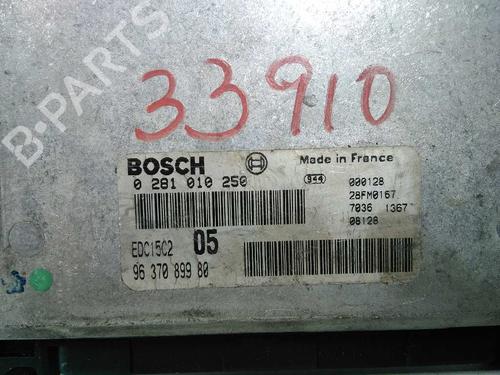 B-PARTS
33910
BOSCH
Made in France
0 281 010 250
944
000128
28FM0167
7036 1367
08128
EDC15C2 05
96 370 899 80